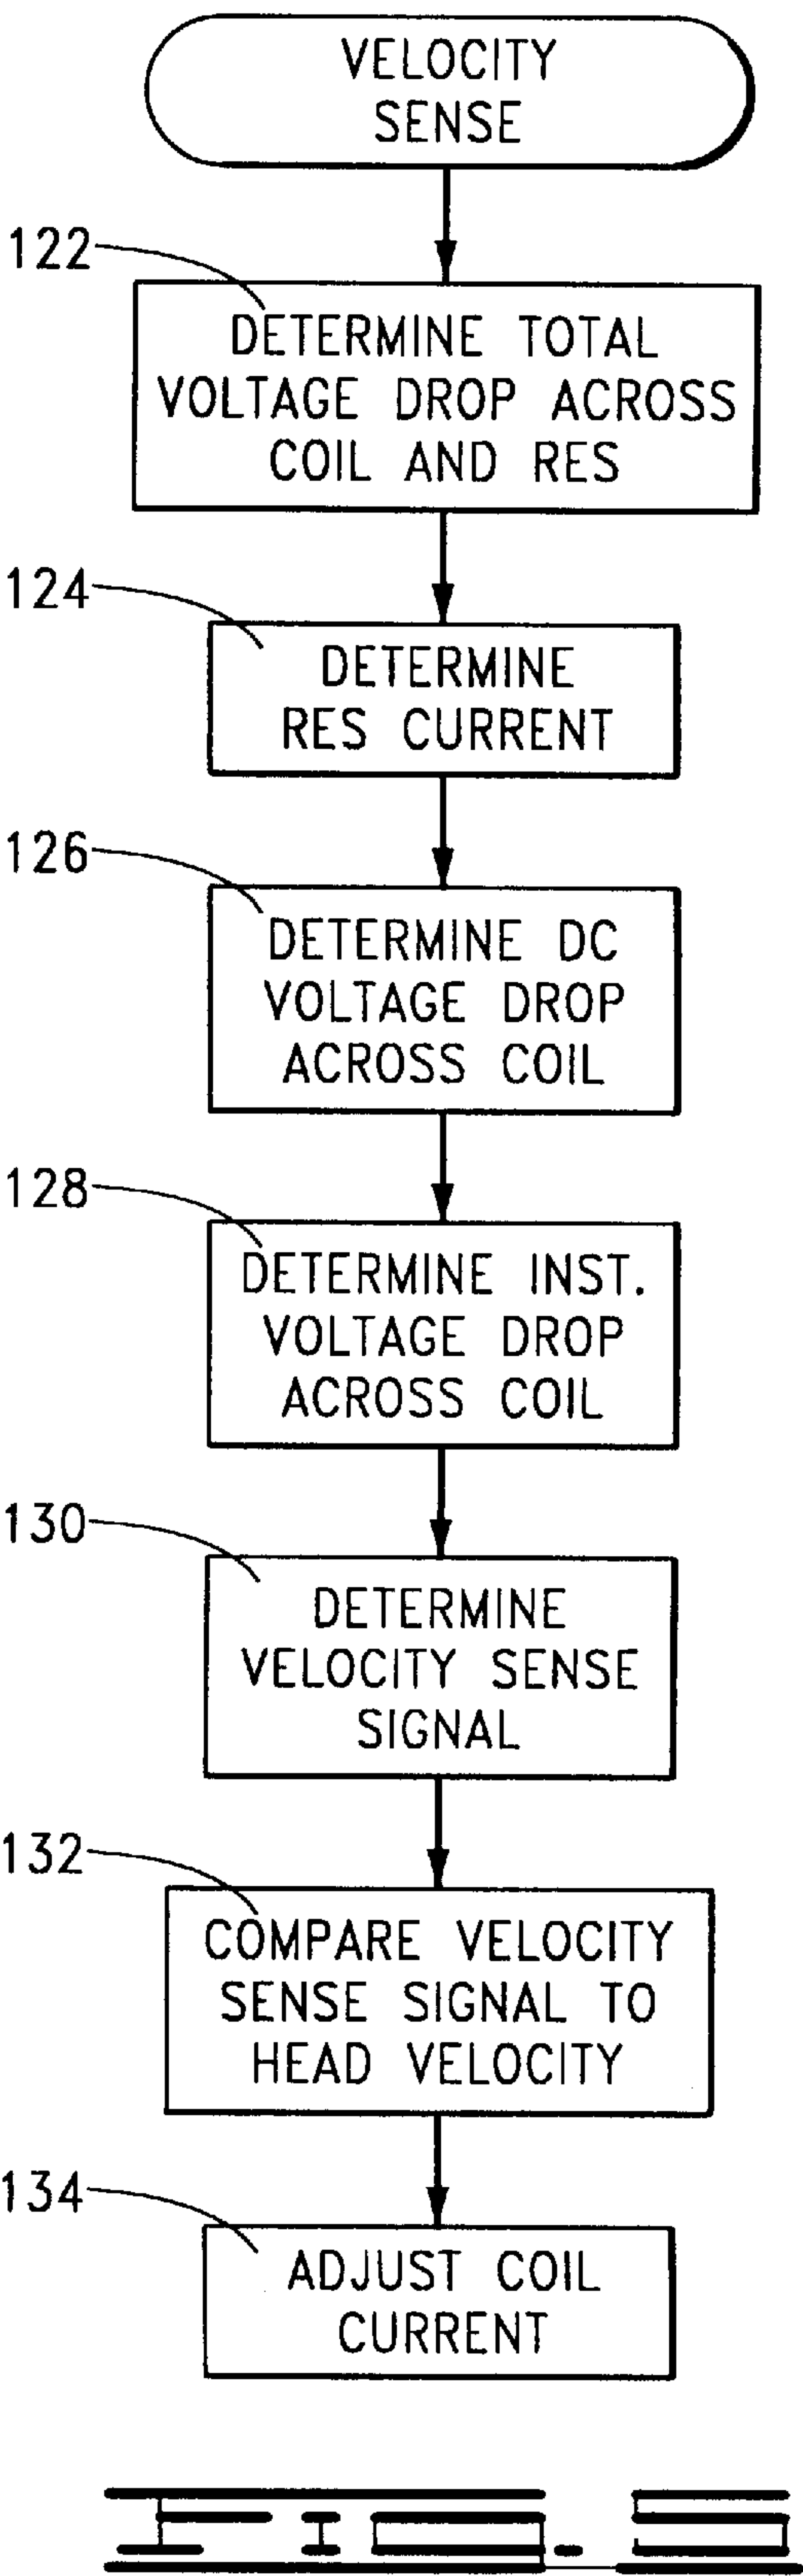 VELOCITY
SENSE
122
DETERMINE TOTAL
VOLTAGE DROP ACROSS
COIL AND RES
124
DETERMINE
RES CURRENT
126
DETERMINE DC
VOLTAGE DROP
ACROSS COIL
128
DETERMINE INST.
VOLTAGE DROP
ACROSS COIL
130
DETERMINE
VELOCITY SENSE
SIGNAL
132
COMPARE VELOCITY
SENSE SIGNAL TO
HEAD VELOCITY
134
ADJUST COIL
CURRENT